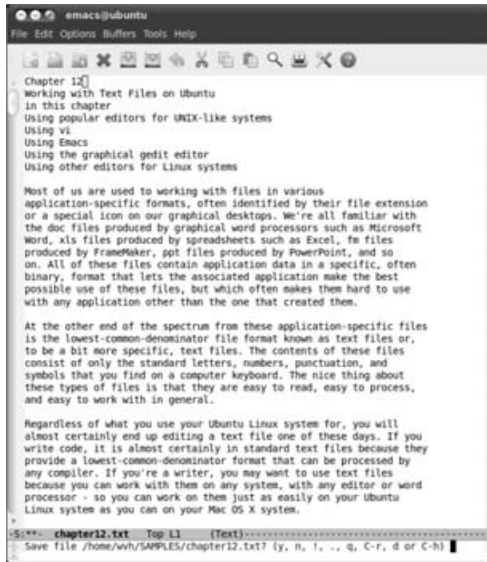 emacs@ubuntu
File Edit Options Buffers Tools Help
Chapter 12
Working with Text Files on Ubuntu
in this chapter
Using popular editors for UNIX-like systems
Using vi
Using Emacs
Using the graphical gedit editor
Using other editors for Linux systems
Most of us are used to working with files in various
application-specific formats, often identified by their file extension
or a special icon on our graphical desktops. We're all familiar with
the doc files produced by graphical word processors such as Microsoft
Word, xls files produced by spreadsheets such as Excel, fm files
produced by FrameMaker, ppt files produced by PowerPoint, and so
on. All of these files contain application data in a specific, often
binary, format that lets the associated application make the best
possible use of these files, but which often makes them hard to use
with any application other than the one that created them.
At the other end of the spectrum from these application-specific files
is the lowest-common-denominator file format known as text files or,
to be a bit more specific, text files. The contents of these files
consist of only the standard letters, numbers, punctuation, and
symbols that you find on a computer keyboard. The nice thing about
these types of files is that they are easy to read, easy to process,
and easy to work with in general.
Regardless of what you use your Ubuntu Linux system for, you will
almost certainly end up editing a text file one of these days. If you
write code, it is almost certainly in standard text files because they
provide a lowest-common-denominator format that can be processed by
any compiler. If you're a writer, you may want to use text files
because you can work with them on any system, with any editor or word
processor - so you can work on them just as easily on your Ubuntu
Linux system as you can on your Mac OS X system.
-S:**- chapter12.txt Top L1 (Text)----------------------------------------
Save file /home/wvh/SAMPLES/chapter12.txt? (y, n, !, ., q, C-r, d or C-h)